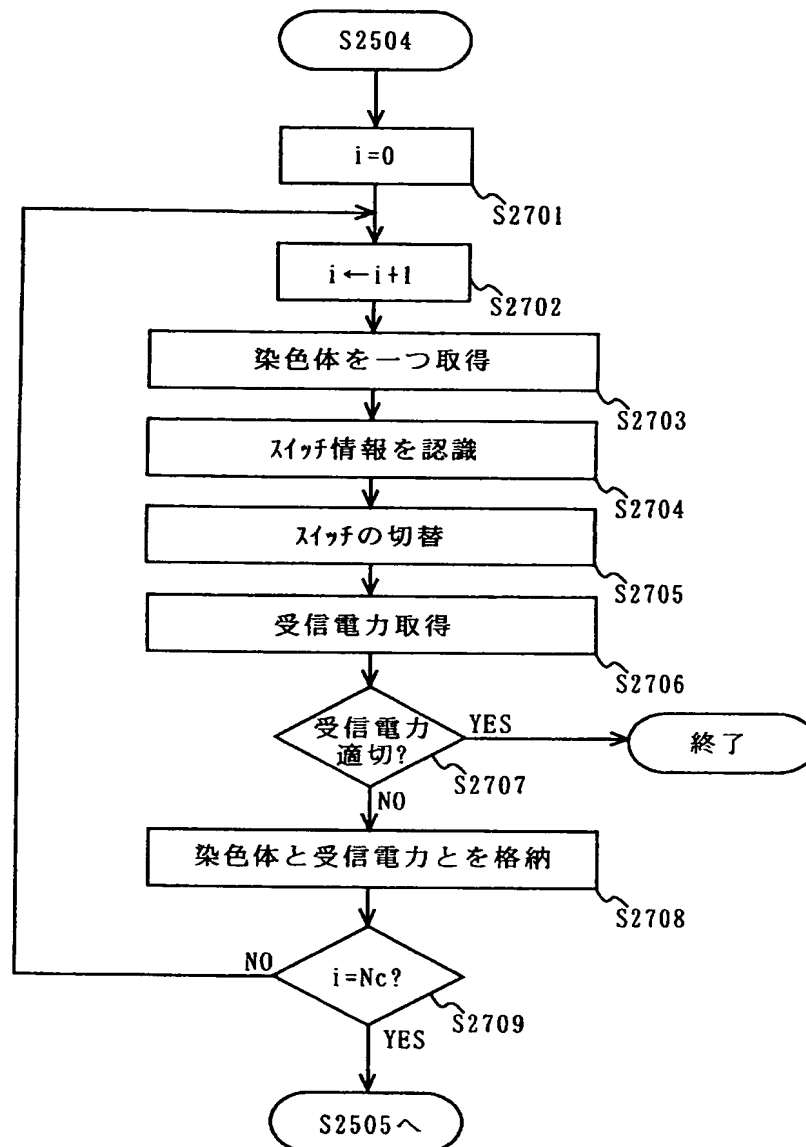 S2504
i=0
S2701
i←i+1
S2702
染色体を一つ取得
S2703
スイッチ情報を認識
S2704
スイッチの切替
S2705
受信電力取得
S2706
受信電力
適切?
YES
終了
S2707
NO
染色体と受信電力とを格納
S2708
NO
i=Nc?
S2709
YES
S2505へ